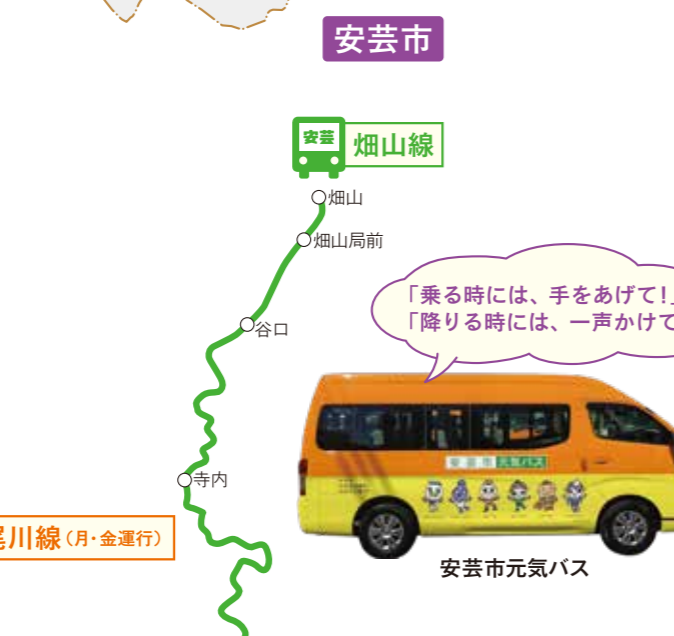 安芸市
安芸
畑山線
畑山
畑山局前
谷口
「乗る時には、手をあげて!」
「降りる時には、一声かけて
寺内
安芸市 元気バス
尾川線(月・金運行)
安芸市元気バス